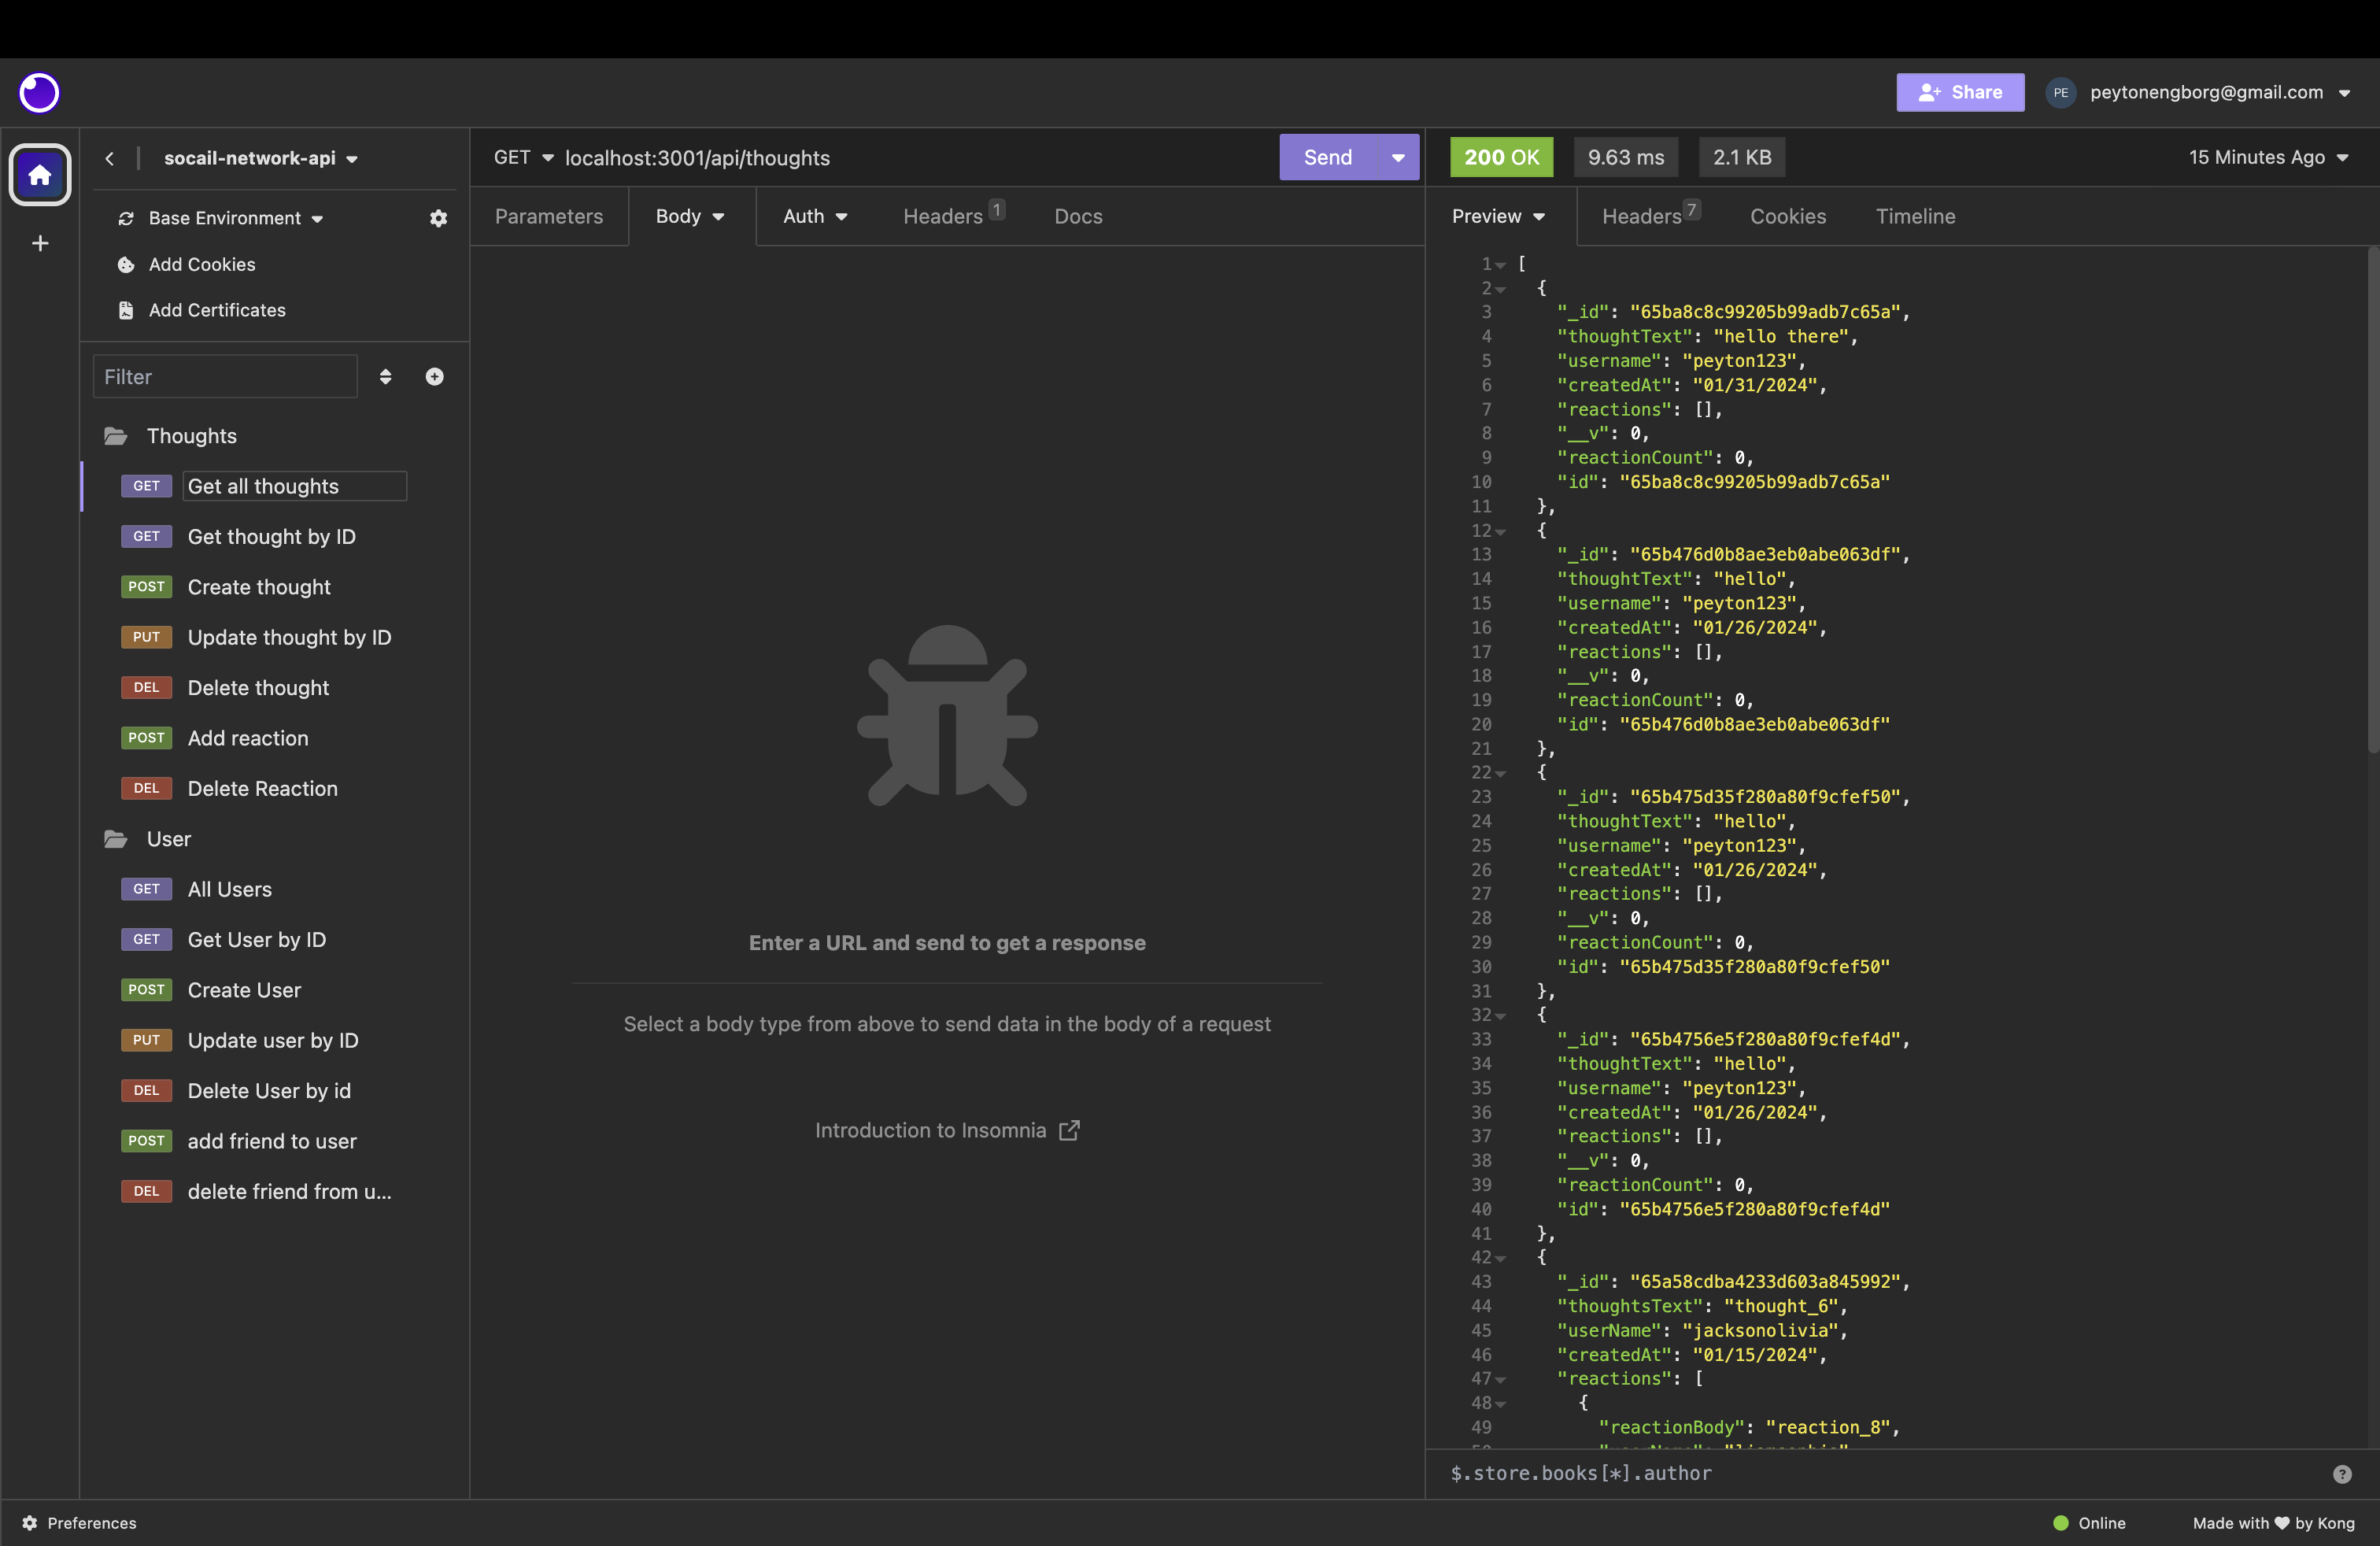 Share
PE
peytonengborg@gmail.com
socail-network-api
Base Environment
Add Cookies
Add Certificates
Filter
Thoughts
GET Get all thoughts
GET Get thought by ID
POST Create thought
PUT Update thought by ID
DEL Delete thought
POST Add reaction
DEL Delete Reaction
User
GET All Users
GET Get User by ID
POST Create User
PUT Update user by ID
DEL Delete User by id
POST add friend to user
DEL delete friend from u...
GET localhost:3001/api/thoughts
Send
Parameters Body Auth Headers 1 Docs
Enter a URL and send to get a response
Select a body type from above to send data in the body of a request
Introduction to Insomnia
200 OK 9.63 ms 2.1 KB 15 Minutes Ago
Preview Headers 7 Cookies Timeline
1 [
2 {
3 "_id": "65ba8c8c99205b99adb7c65a",
4 "thoughtText": "hello there",
5 "username": "peyton123",
6 "createdAt": "01/31/2024",
7 "reactions": [],
8 "__v": 0,
9 "reactionCount": 0,
10 "id": "65ba8c8c99205b99adb7c65a"
11 },
12 {
13 "_id": "65b476d0b8ae3eb0abe063df",
14 "thoughtText": "hello",
15 "username": "peyton123",
16 "createdAt": "01/26/2024",
17 "reactions": [],
18 "__v": 0,
19 "reactionCount": 0,
20 "id": "65b476d0b8ae3eb0abe063df"
21 },
22 {
23 "_id": "65b475d35f280a80f9cfef50",
24 "thoughtText": "hello",
25 "username": "peyton123",
26 "createdAt": "01/26/2024",
27 "reactions": [],
28 "__v": 0,
29 "reactionCount": 0,
30 "id": "65b475d35f280a80f9cfef50"
31 },
32 {
33 "_id": "65b4756e5f280a80f9cfef4d",
34 "thoughtText": "hello",
35 "username": "peyton123",
36 "createdAt": "01/26/2024",
37 "reactions": [],
38 "__v": 0,
39 "reactionCount": 0,
40 "id": "65b4756e5f280a80f9cfef4d"
41 },
42 {
43 "_id": "65a58cdba4233d603a845992",
44 "thoughtsText": "thought_6",
45 "userName": "jacksonolivia",
46 "createdAt": "01/15/2024",
47 "reactions": [
48 {
49 "reactionBody": "reaction_8",
$.store.books[*].author
Preferences
Online
Made with ♥ by Kong